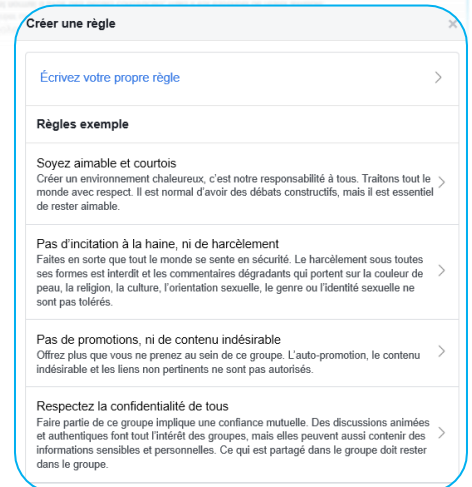 Créer une règle
Écrivez votre propre règle
Règles exemple
Soyez aimable et courtois
Créer un environnement chaleureux, c'est notre responsabilité à tous. Traitons tout le
monde avec respect. Il est normal d'avoir des débats constructifs, mais il est essentiel
de rester aimable.
Pas d'incitation à la haine, ni de harcèlement
Faites en sorte que tout le monde se sente en sécurité. Le harcèlement sous toutes
ses formes est interdit et les commentaires dégradants qui portent sur la couleur de
peau, la religion, la culture, l'orientation sexuelle, le genre ou l'identité sexuelle ne
sont pas tolérés.
Pas de promotions, ni de contenu indésirable
Offrez plus que vous ne prenez au sein de ce groupe. L'auto-promotion, le contenu
indésirable et les liens non pertinents ne sont pas autorisés.
Respectez la confidentialité de tous
Faire partie de ce groupe implique une confiance mutuelle. Des discussions animées
et authentiques font tout l'intérêt des groupes, mais elles peuvent aussi contenir des
informations sensibles et personnelles. Ce qui est partagé dans le groupe doit rester
dans le groupe.